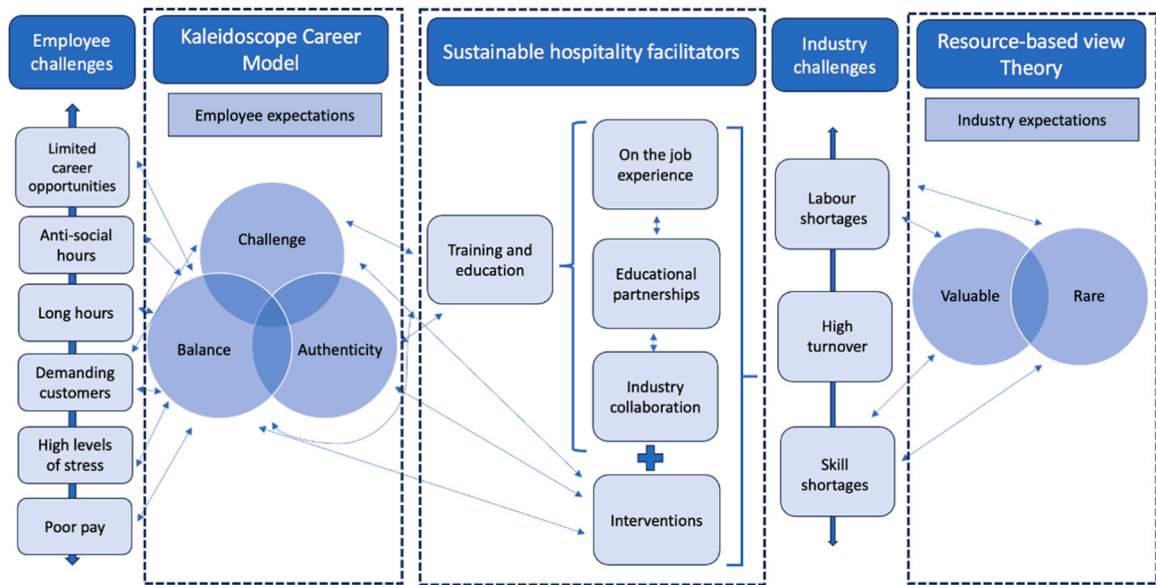 Employee
challenges
Limited
career
opportunities
Anti-social
hours
Long hours
Demanding
customers
High levels
of stress
Poor pay
Kaleidoscope Career
Model
Employee expectations
Challenge
Balance
Authenticity
Sustainable hospitality facilitators
Training and
education
On the job
experience
Educational
partnerships
Industry
collaboration
Interventions
Industry
challenges
Labour
shortages
High
turnover
Skill
shortages
Resource-based view
Theory
Industry expectations
Valuable
Rare